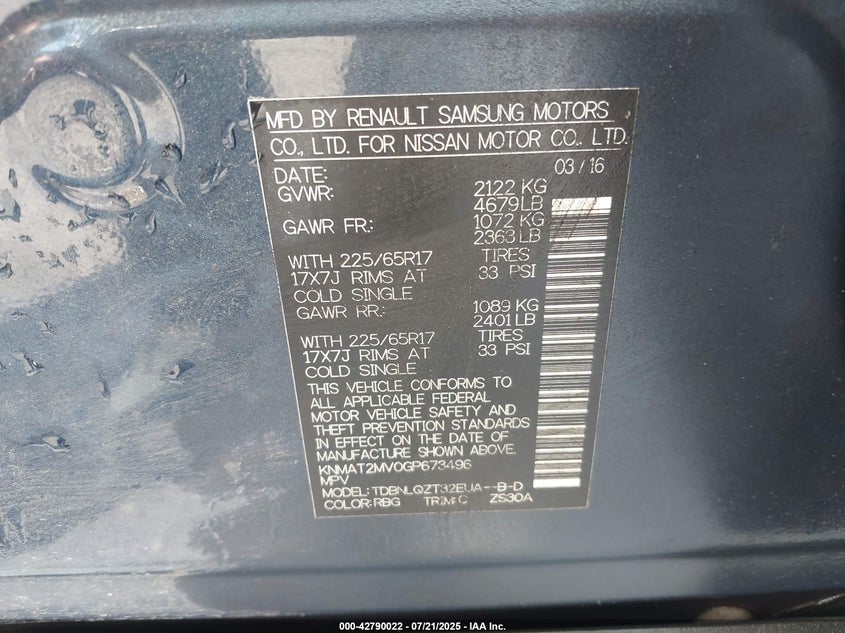 MFD BY RENAULT SAMSUNG MOTORS
CO., LTD. FOR NISSAN MOTOR CO., LTD.
DATE: 03 / 16
GVWR: 2122 KG
4679 LB
GAWR FR.: 1072 KG
2363 LB
WITH 225/65R17 TIRES
17X7J RIMS AT 33 PSI
COLD SINGLE
GAWR RR.: 1089 KG
2401 LB
WITH 225/65R17 TIRES
17X7J RIMS AT 33 PSI
COLD SINGLE
THIS VEHICLE CONFORMS TO
ALL APPLICABLE FEDERAL
MOTOR VEHICLE SAFETY AND
THEFT PREVENTION STANDARDS
IN EFFECT ON THE DATE OF
MANUFACTURE SHOWN ABOVE.
KNMAT2MV0GP673496
MPV
MODEL: TDBNLQZT32EUA--B-D
COLOR: RBG TRIM: C ZS30A
000-42790022 - 07/21/2025 - IAA Inc.